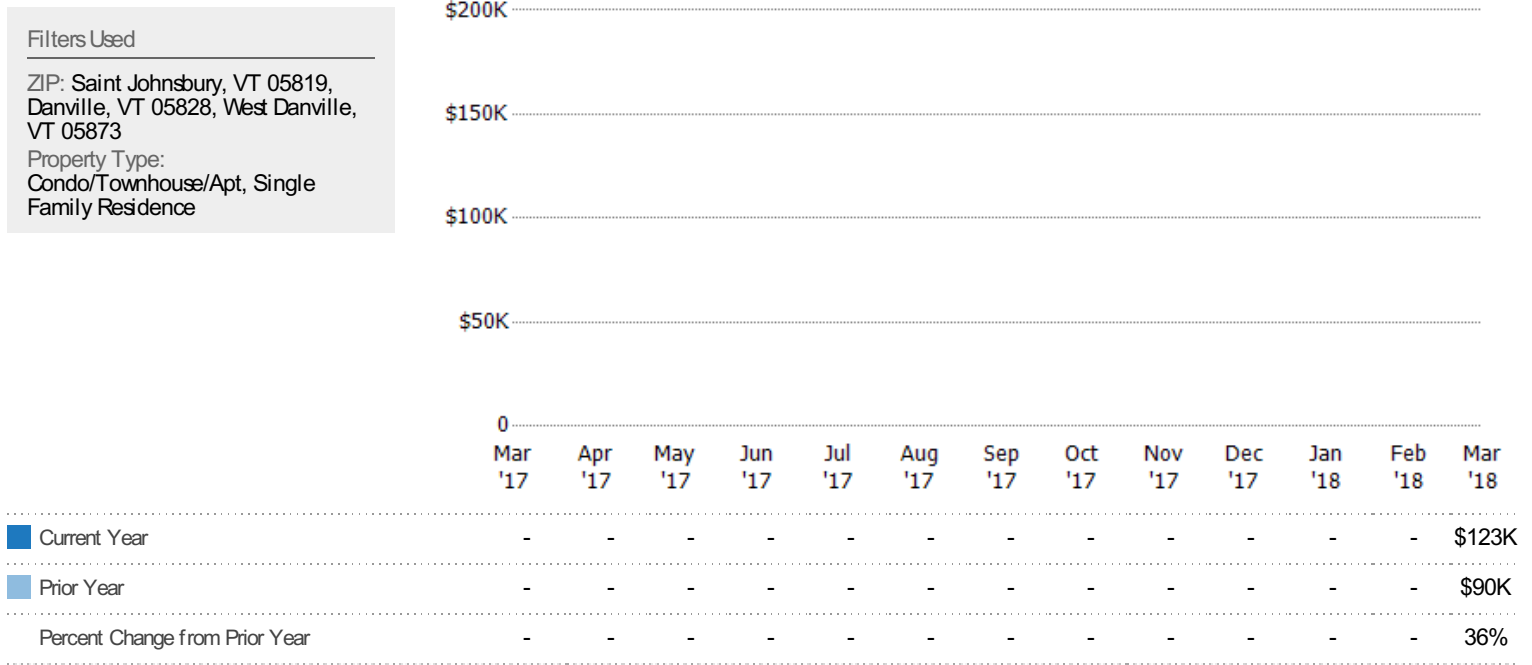 Filters Used
ZIP: Saint Johnsbury, VT 05819,
Danville, VT 05828, West Danville,
VT 05873
Property Type:
Condo/Townhouse/Apt, Single
Family Residence
$200K
$150K
$100K
$50K
0
Mar Apr May Jun Jul Aug Sep Oct Nov Dec Jan Feb Mar
'17 '17 '17 '17 '17 '17 '17 '17 '17 '17 '18 '18 '18
Current Year - - - - - - - - - - - - $123K
Prior Year - - - - - - - - - - - - $90K
Percent Change from Prior Year - - - - - - - - - - - - 36%